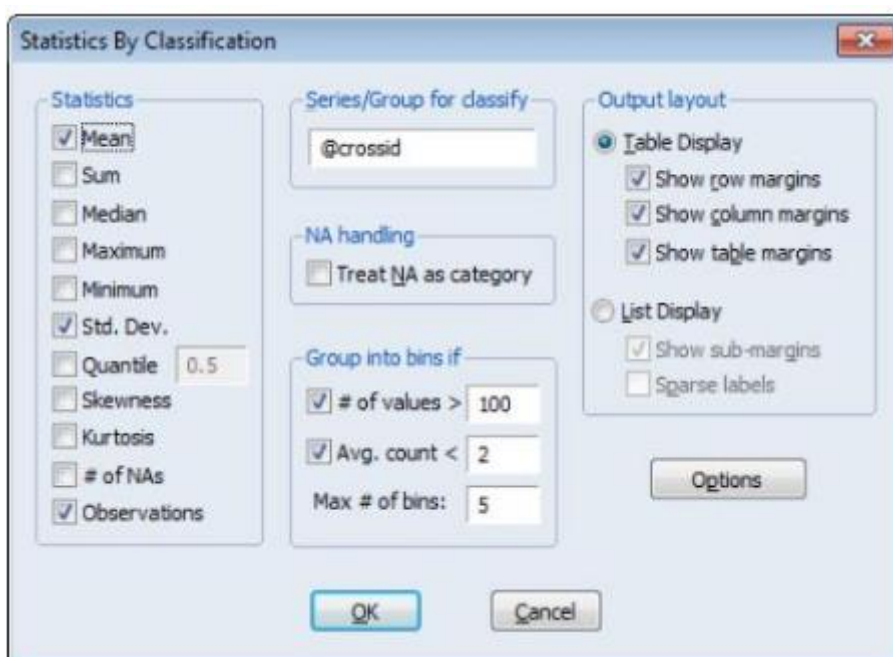 Statistics By Classification
Statistics
Mean
Sum
Median
Maximum
Minimum
Std. Dev.
Quantile 0.5
Skewness
Kurtosis
# of NAs
Observations
Series/Group for classify
@crossid
NA handling
Treat NA as category
Group into bins if
# of values > 100
Avg. count < 2
Max # of bins: 5
Output layout
Table Display
Show row margins
Show column margins
Show table margins
List Display
Show sub-margins
Sparse labels
Options
OK
Cancel